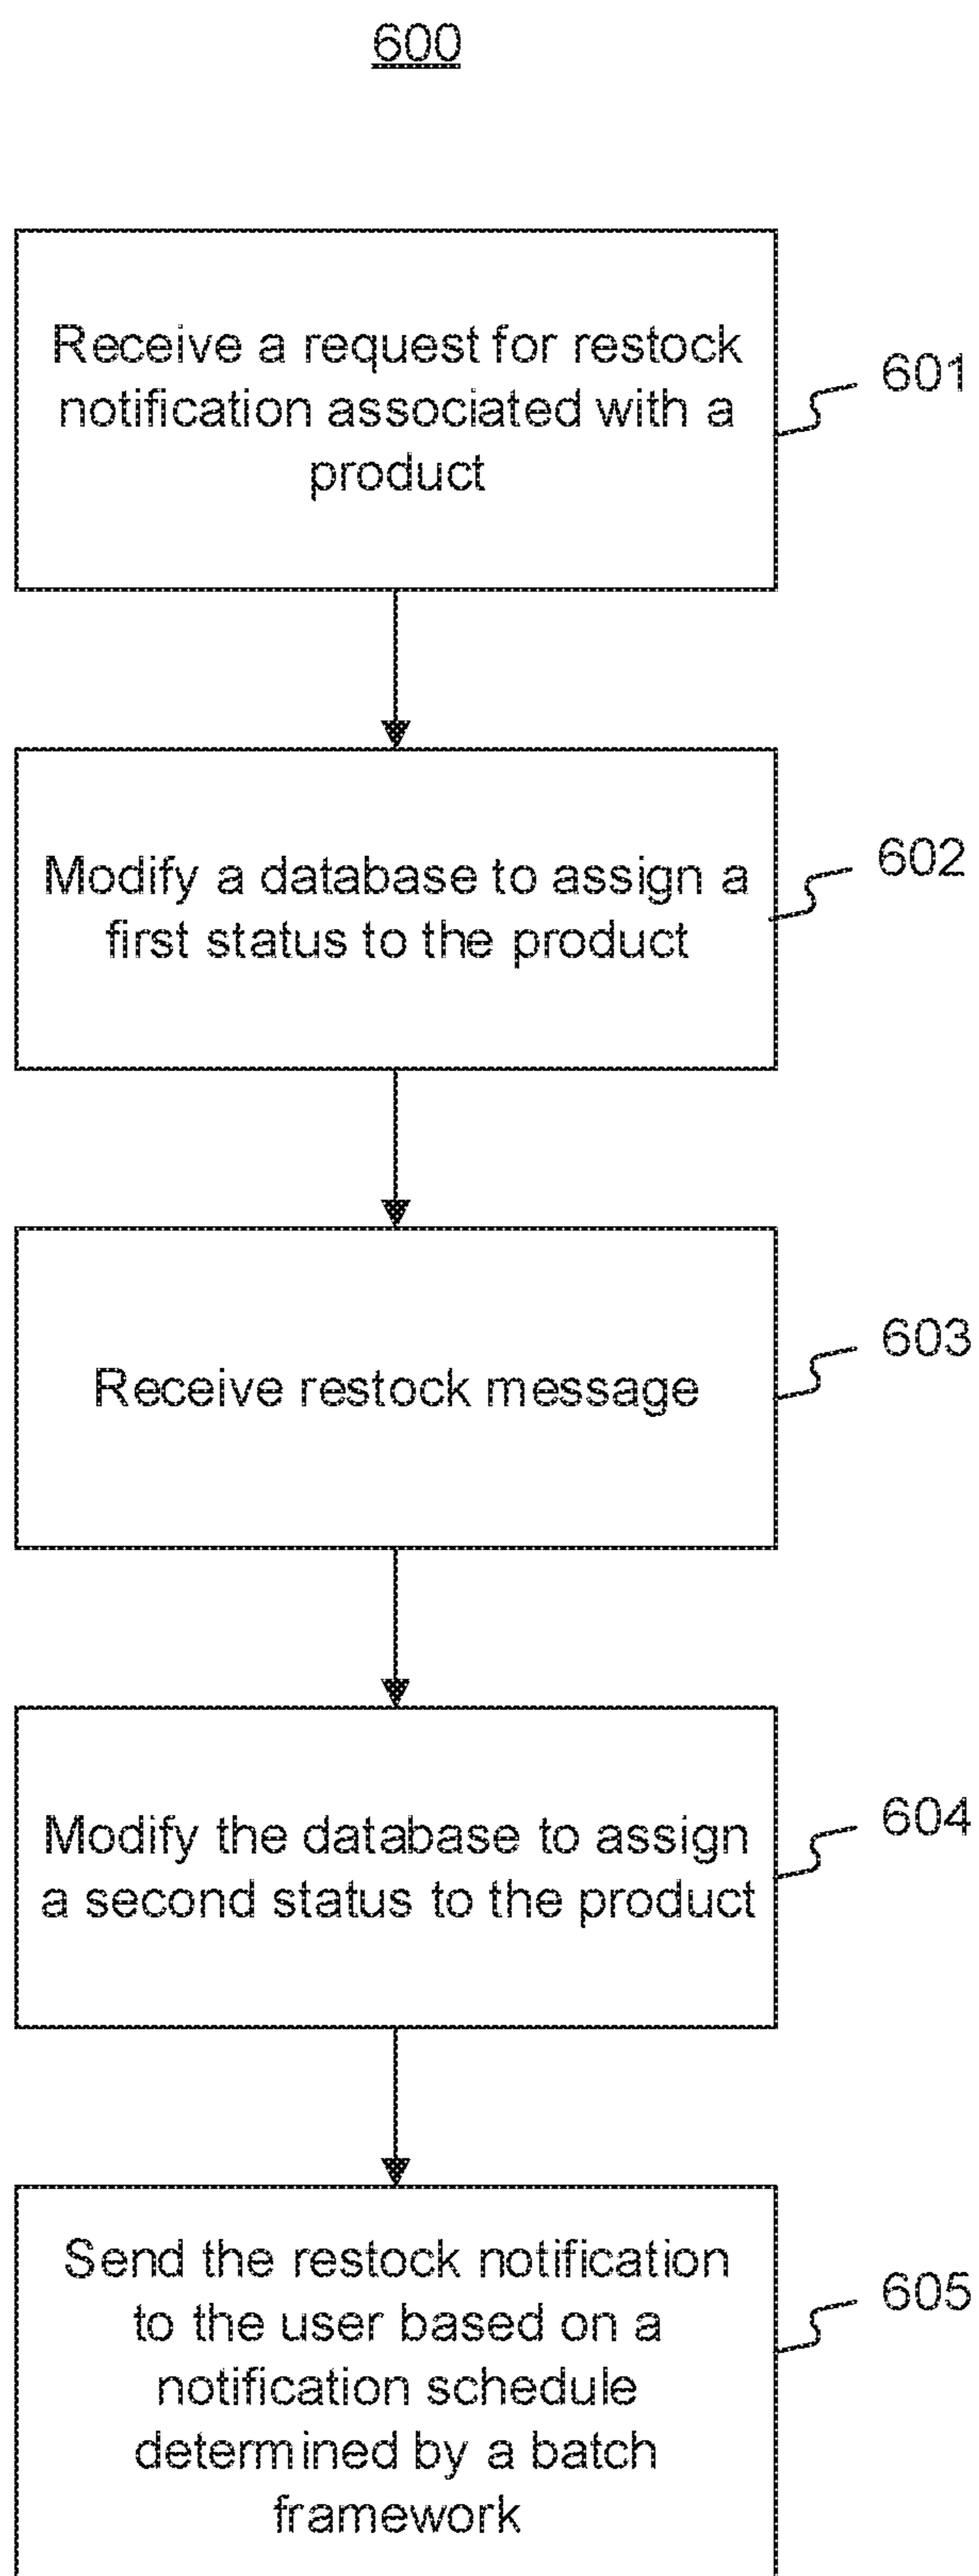 600
Receive a request for restock
notification associated with a
product
601
Modify a database to assign a
first status to the product
602
Receive restock message
603
Modify the database to assign
a second status to the product
604
Send the restock notification
to the user based on a
notification schedule
determined by a batch
framework
605